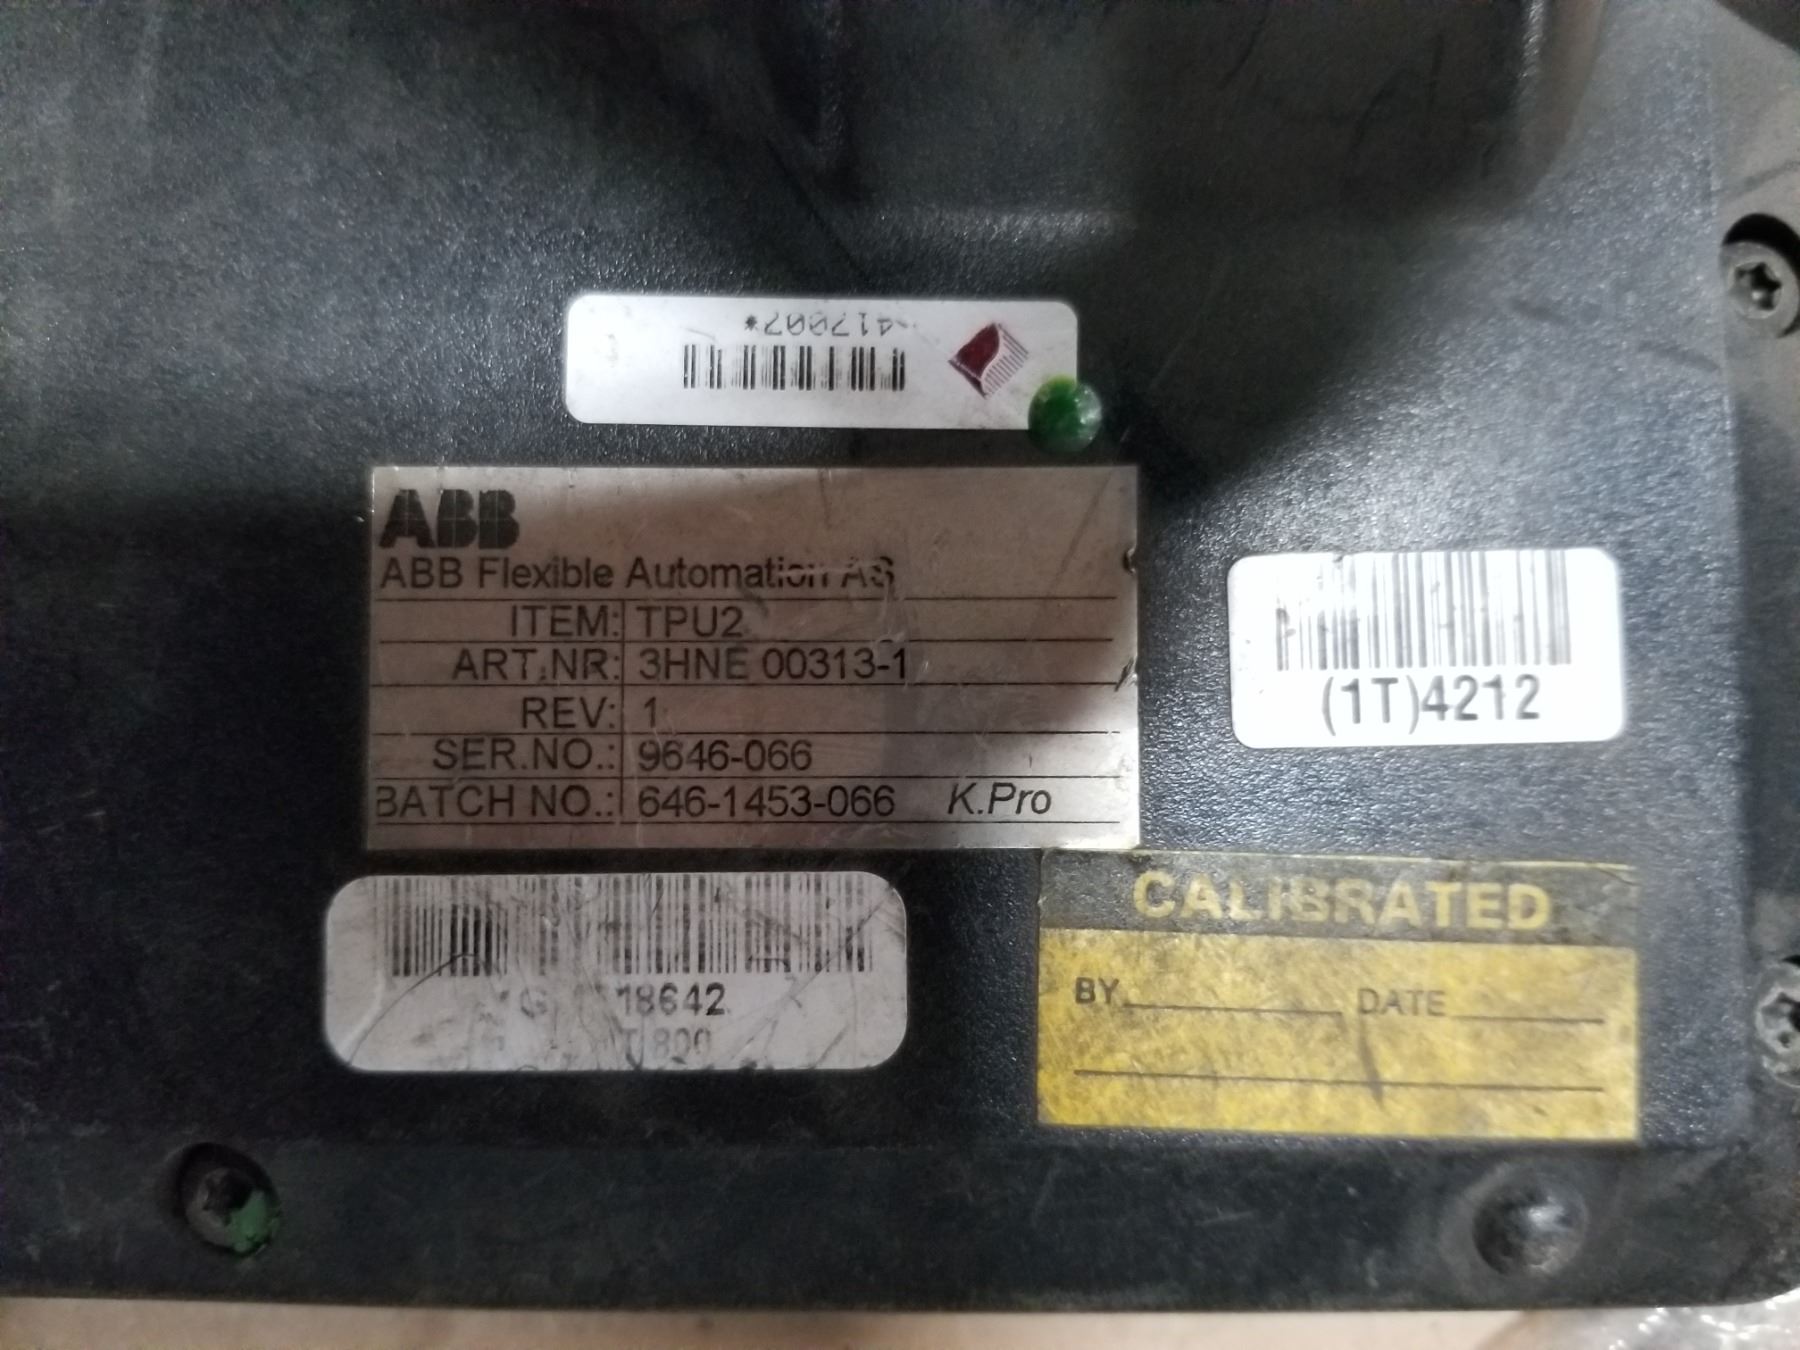 417007*
ABB
ABB Flexible Automation AS
ITEM: TPU2
ART.NR: 3HNE 00313-1
REV: 1
SER.NO.: 9646-066
BATCH NO.: 646-1453-066 K.Pro
(1T)4212
18642
800
CALIBRATED
BY DATE